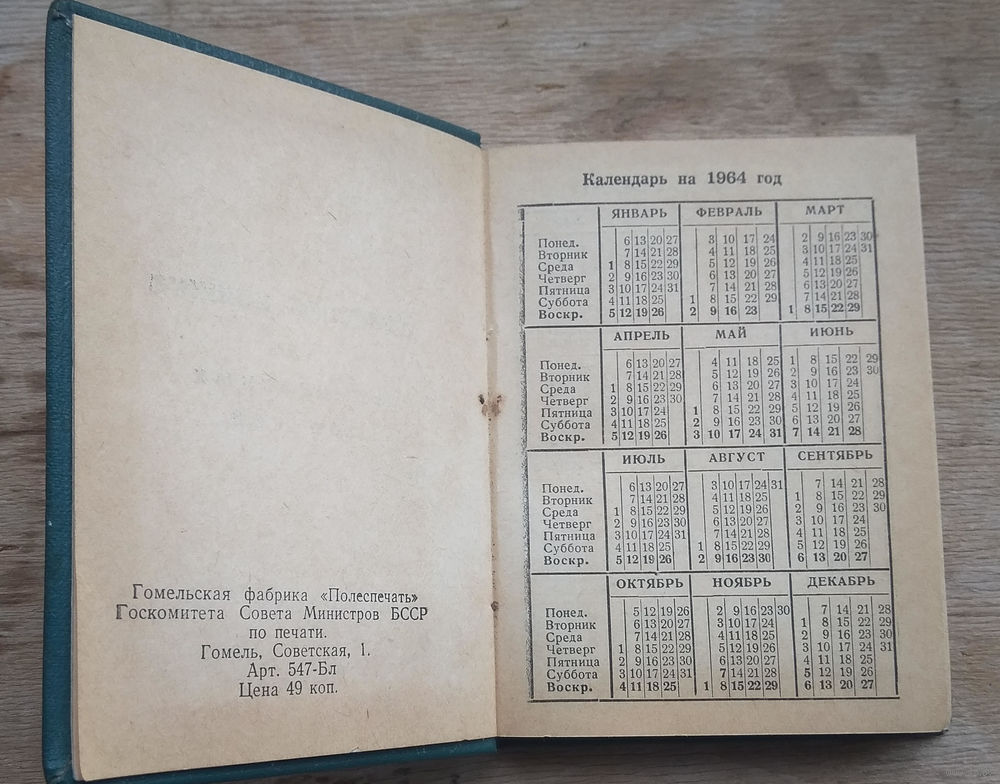 Гомельская фабрика «Полеспечать»
Госкомитета Совета Министров БССР
по печати.
Гомель, Советская, 1.
Арт. 547-Бл
Цена 49 коп.
Календарь на 1964 год
ЯНВАРЬ ФЕВРАЛЬ МАРТ
Понед. 6 13 20 27 3 10 17 24 2 9 16 23 30
Вторник 7 14 21 28 4 11 18 25 3 10 17 24 31
Среда 1 8 15 22 29 5 12 19 26 4 11 18 25
Четверг 2 9 16 23 30 6 13 20 27 5 12 19 26
Пятница 3 10 17 24 31 7 14 21 28 6 13 20 27
Суббота 4 11 18 25 1 8 15 22 29 7 14 21 28
Воскр. 5 12 19 26 2 9 16 23 1 8 15 22 29
АПРЕЛЬ МАЙ ИЮНЬ
Понед. 6 13 20 27 4 11 18 25 1 8 15 22 29
Вторник 7 14 21 28 5 12 19 26 2 9 16 23 30
Среда 1 8 15 22 29 6 13 20 27 3 10 17 24
Четверг 2 9 16 23 30 7 14 21 28 4 11 18 25
Пятница 3 10 17 24 1 8 15 22 29 5 12 19 26
Суббота 4 11 18 25 2 9 16 23 30 6 13 20 27
Воскр. 5 12 19 26 3 10 17 24 31 7 14 21 28
ИЮЛЬ АВГУСТ СЕНТЯБРЬ
Понед. 6 13 20 27 3 10 17 24 31 7 14 21 28
Вторник 7 14 21 28 4 11 18 25 1 8 15 22 29
Среда 1 8 15 22 29 5 12 19 26 2 9 16 23 30
Четверг 2 9 16 23 30 6 13 20 27 3 10 17 24
Пятница 3 10 17 24 31 7 14 21 28 4 11 18 25
Суббота 4 11 18 25 1 8 15 22 29 5 12 19 26
Воскр. 5 12 19 26 2 9 16 23 30 6 13 20 27
ОКТЯБРЬ НОЯБРЬ ДЕКАБРЬ
Понед. 5 12 19 26 2 9 16 23 30 7 14 21 28
Вторник 6 13 20 27 3 10 17 24 1 8 15 22 29
Среда 7 14 21 28 4 11 18 25 2 9 16 23 30
Четверг 1 8 15 22 29 5 12 19 26 3 10 17 24 31
Пятница 2 9 16 23 30 6 13 20 27 4 11 18 25
Суббота 3 10 17 24 31 7 14 21 28 5 12 19 26
Воскр. 4 11 18 25 1 8 15 22 29 6 13 20 27